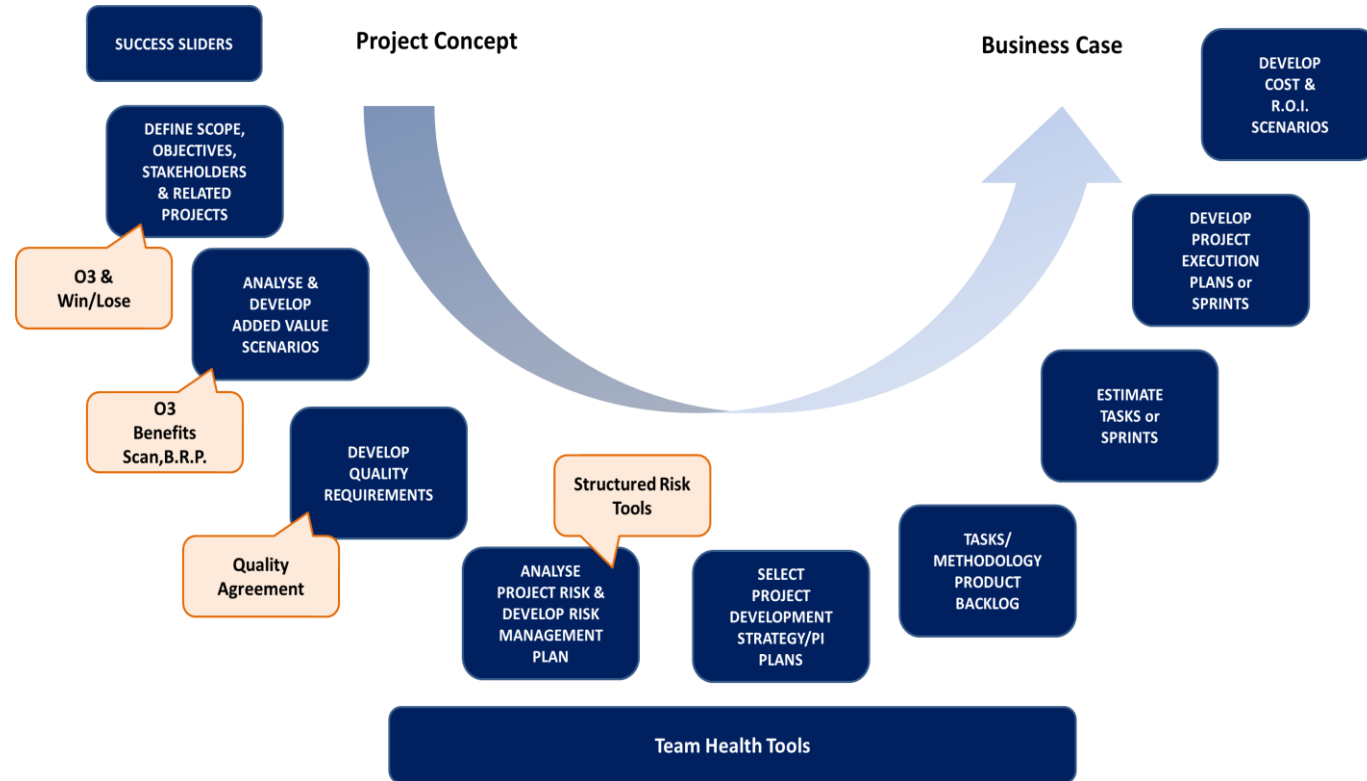 SUCCESS SLIDERS
Project Concept
Business Case
DEVELOP
COST &
R.O.I.
SCENARIOS
DEFINE SCOPE,
OBJECTIVES,
STAKEHOLDERS
& RELATED
PROJECTS
DEVELOP
PROJECT
EXECUTION
PLANS or
SPRINTS
O3 &
Win/Lose
ANALYSE &
DEVELOP
ADDED VALUE
SCENARIOS
ESTIMATE
TASKS or
SPRINTS
O3
Benefits
Scan,B.R.P.
DEVELOP
QUALITY
REQUIREMENTS
Structured Risk
Tools
TASKS/
METHODOLOGY
PRODUCT
BACKLOG
Quality
Agreement
ANALYSE
PROJECT RISK &
DEVELOP RISK
MANAGEMENT
PLAN
SELECT
PROJECT
DEVELOPMENT
STRATEGY/PI
PLANS
Team Health Tools